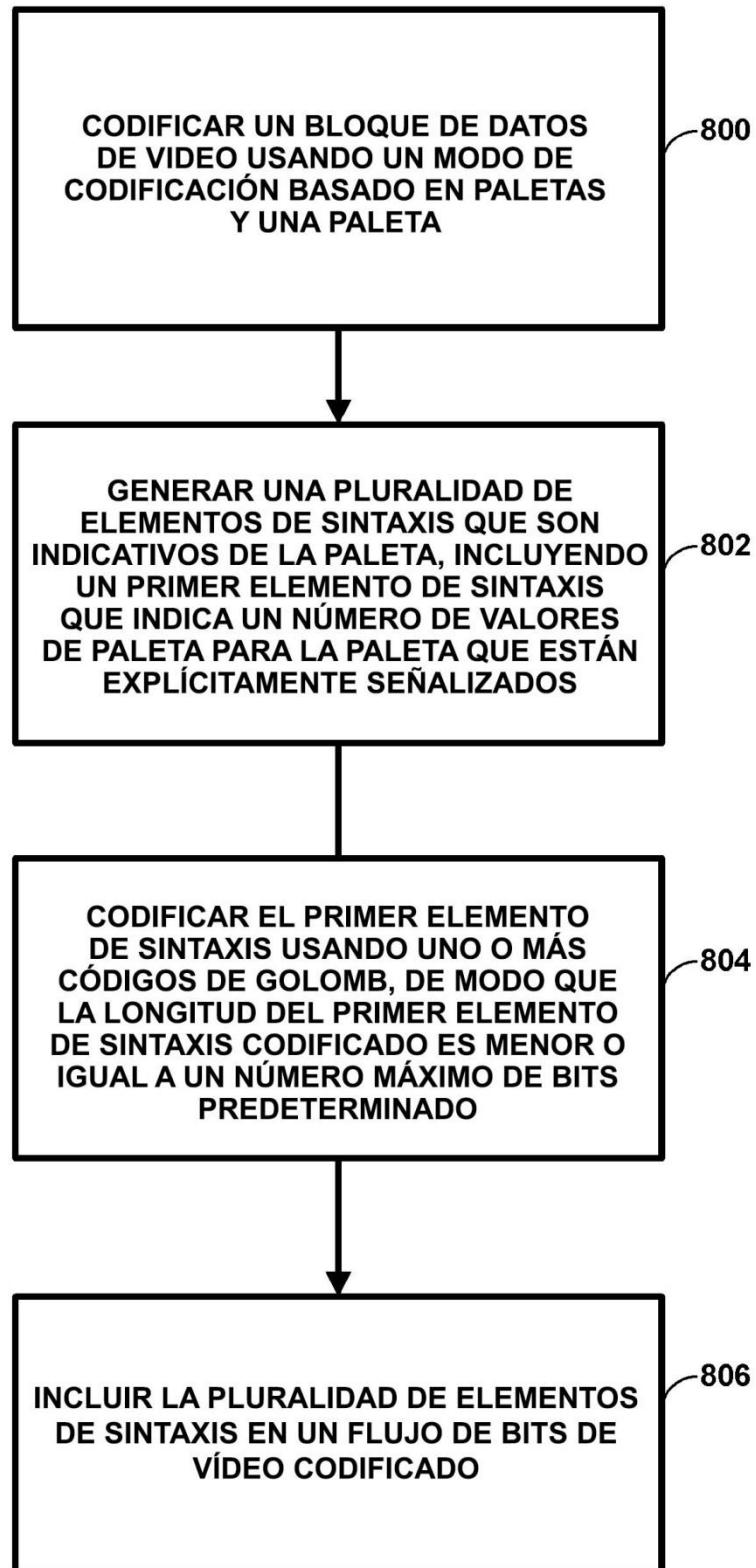 CODIFICAR UN BLOQUE DE DATOS
DE VIDEO USANDO UN MODO DE
CODIFICACIÓN BASADO EN PALETAS
Y UNA PALETA
800
GENERAR UNA PLURALIDAD DE
ELEMENTOS DE SINTAXIS QUE SON
INDICATIVOS DE LA PALETA, INCLUYENDO
UN PRIMER ELEMENTO DE SINTAXIS
QUE INDICA UN NÚMERO DE VALORES
DE PALETA PARA LA PALETA QUE ESTÁN
EXPLÍCITAMENTE SEÑALIZADOS
802
CODIFICAR EL PRIMER ELEMENTO
DE SINTAXIS USANDO UNO O MÁS
CÓDIGOS DE GOLOMB, DE MODO QUE
LA LONGITUD DEL PRIMER ELEMENTO
DE SINTAXIS CODIFICADO ES MENOR O
IGUAL A UN NÚMERO MÁXIMO DE BITS
PREDETERMINADO
804
INCLUIR LA PLURALIDAD DE ELEMENTOS
DE SINTAXIS EN UN FLUJO DE BITS DE
VÍDEO CODIFICADO
806